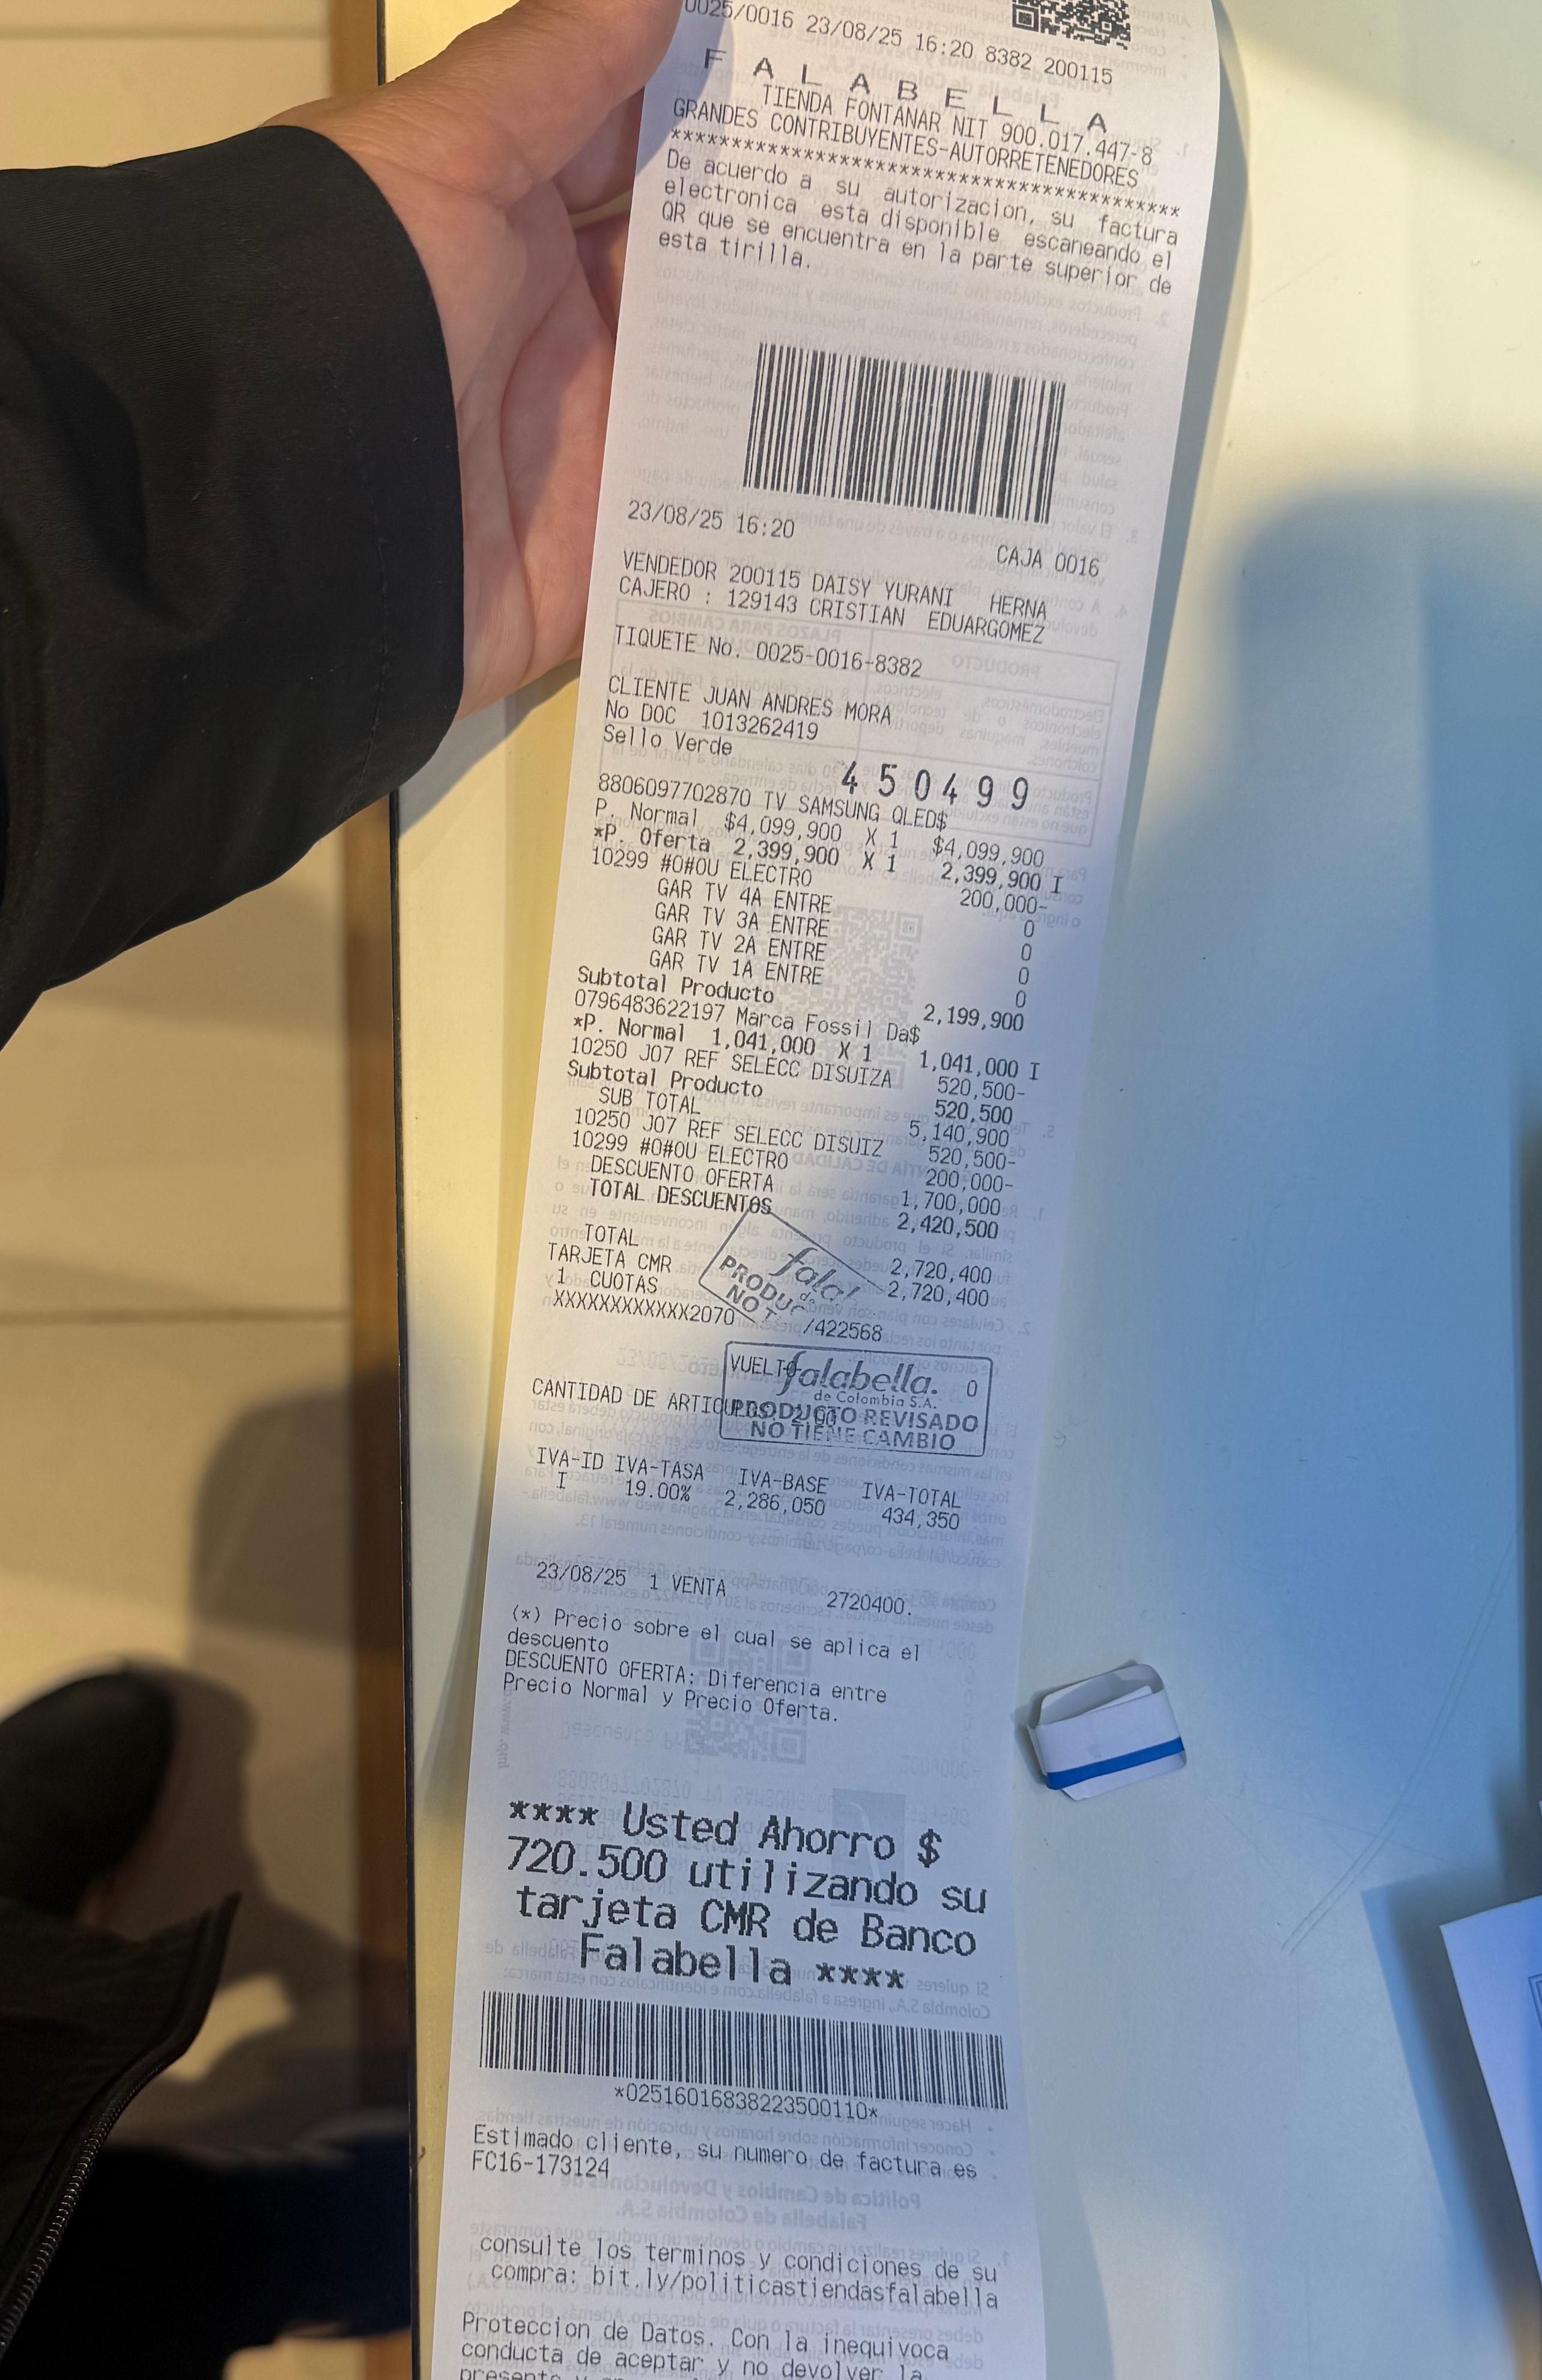 0025/0016 23/08/25 16:20 8382 200115
F A L A B E L L A
TIENDA FONTANAR NIT 900.017.447-8
GRANDES CONTRIBUYENTES-AUTORRETENEDORES
******************************************
De acuerdo a su autorizacion, su factura
electronica esta disponible escaneando el
QR que se encuentra en la parte superior de
esta tirilla.
23/08/25 16:20 CAJA 0016
VENDEDOR 200115 DAISY YURANI HERNA
CAJERO : 129143 CRISTIAN EDUARGOMEZ
TIQUETE No. 0025-0016-8382
CLIENTE JUAN ANDRES MORA
No DOC 1013262419
Sello Verde
450499
8806097702870 TV SAMSUNG QLED$
P. Normal $4,099,900 X 1 $4,099,900
*P. Oferta 2,399,900 X 1 2,399,900 I
10299 #0#0U ELECTRO 200,000-
GAR TV 4A ENTRE 0
GAR TV 3A ENTRE 0
GAR TV 2A ENTRE 0
GAR TV 1A ENTRE 0
Subtotal Producto 2,199,900
0796483622197 Marca Fossil Da$
*P. Normal 1,041,000 X 1 1,041,000 I
10250 J07 REF SELECC DISUIZA 520,500-
Subtotal Producto 520,500
SUB TOTAL 5,140,900
10250 J07 REF SELECC DISUIZ 520,500-
10299 #0#0U ELECTRO 200,000-
DESCUENTO OFERTA 1,700,000
TOTAL DESCUENTOS 2,420,500
TOTAL 2,720,400
TARJETA CMR 2,720,400
1 CUOTAS
XXXXXXXXXXXX2070 /422568
VUELTO 0
falabella.
de Colombia S.A.
PRODUCTO REVISADO
NO TIENE CAMBIO
CANTIDAD DE ARTICULOS
IVA-ID IVA-TASA IVA-BASE IVA-TOTAL
I 19.00% 2,286,050 434,350
23/08/25 1 VENTA 2720400.
(*) Precio sobre el cual se aplica el
descuento
DESCUENTO OFERTA: Diferencia entre
Precio Normal y Precio Oferta.
**** Usted Ahorro $
720.500 utilizando su
tarjeta CMR de Banco
Falabella ****
*025160168382235001 10*
Estimado cliente, su numero de factura es
FC16-173124
consulte los terminos y condiciones de su
compra: bit.ly/politicastiendasfalabella
Proteccion de Datos. Con la inequivoca
conducta de aceptar y no devolver la